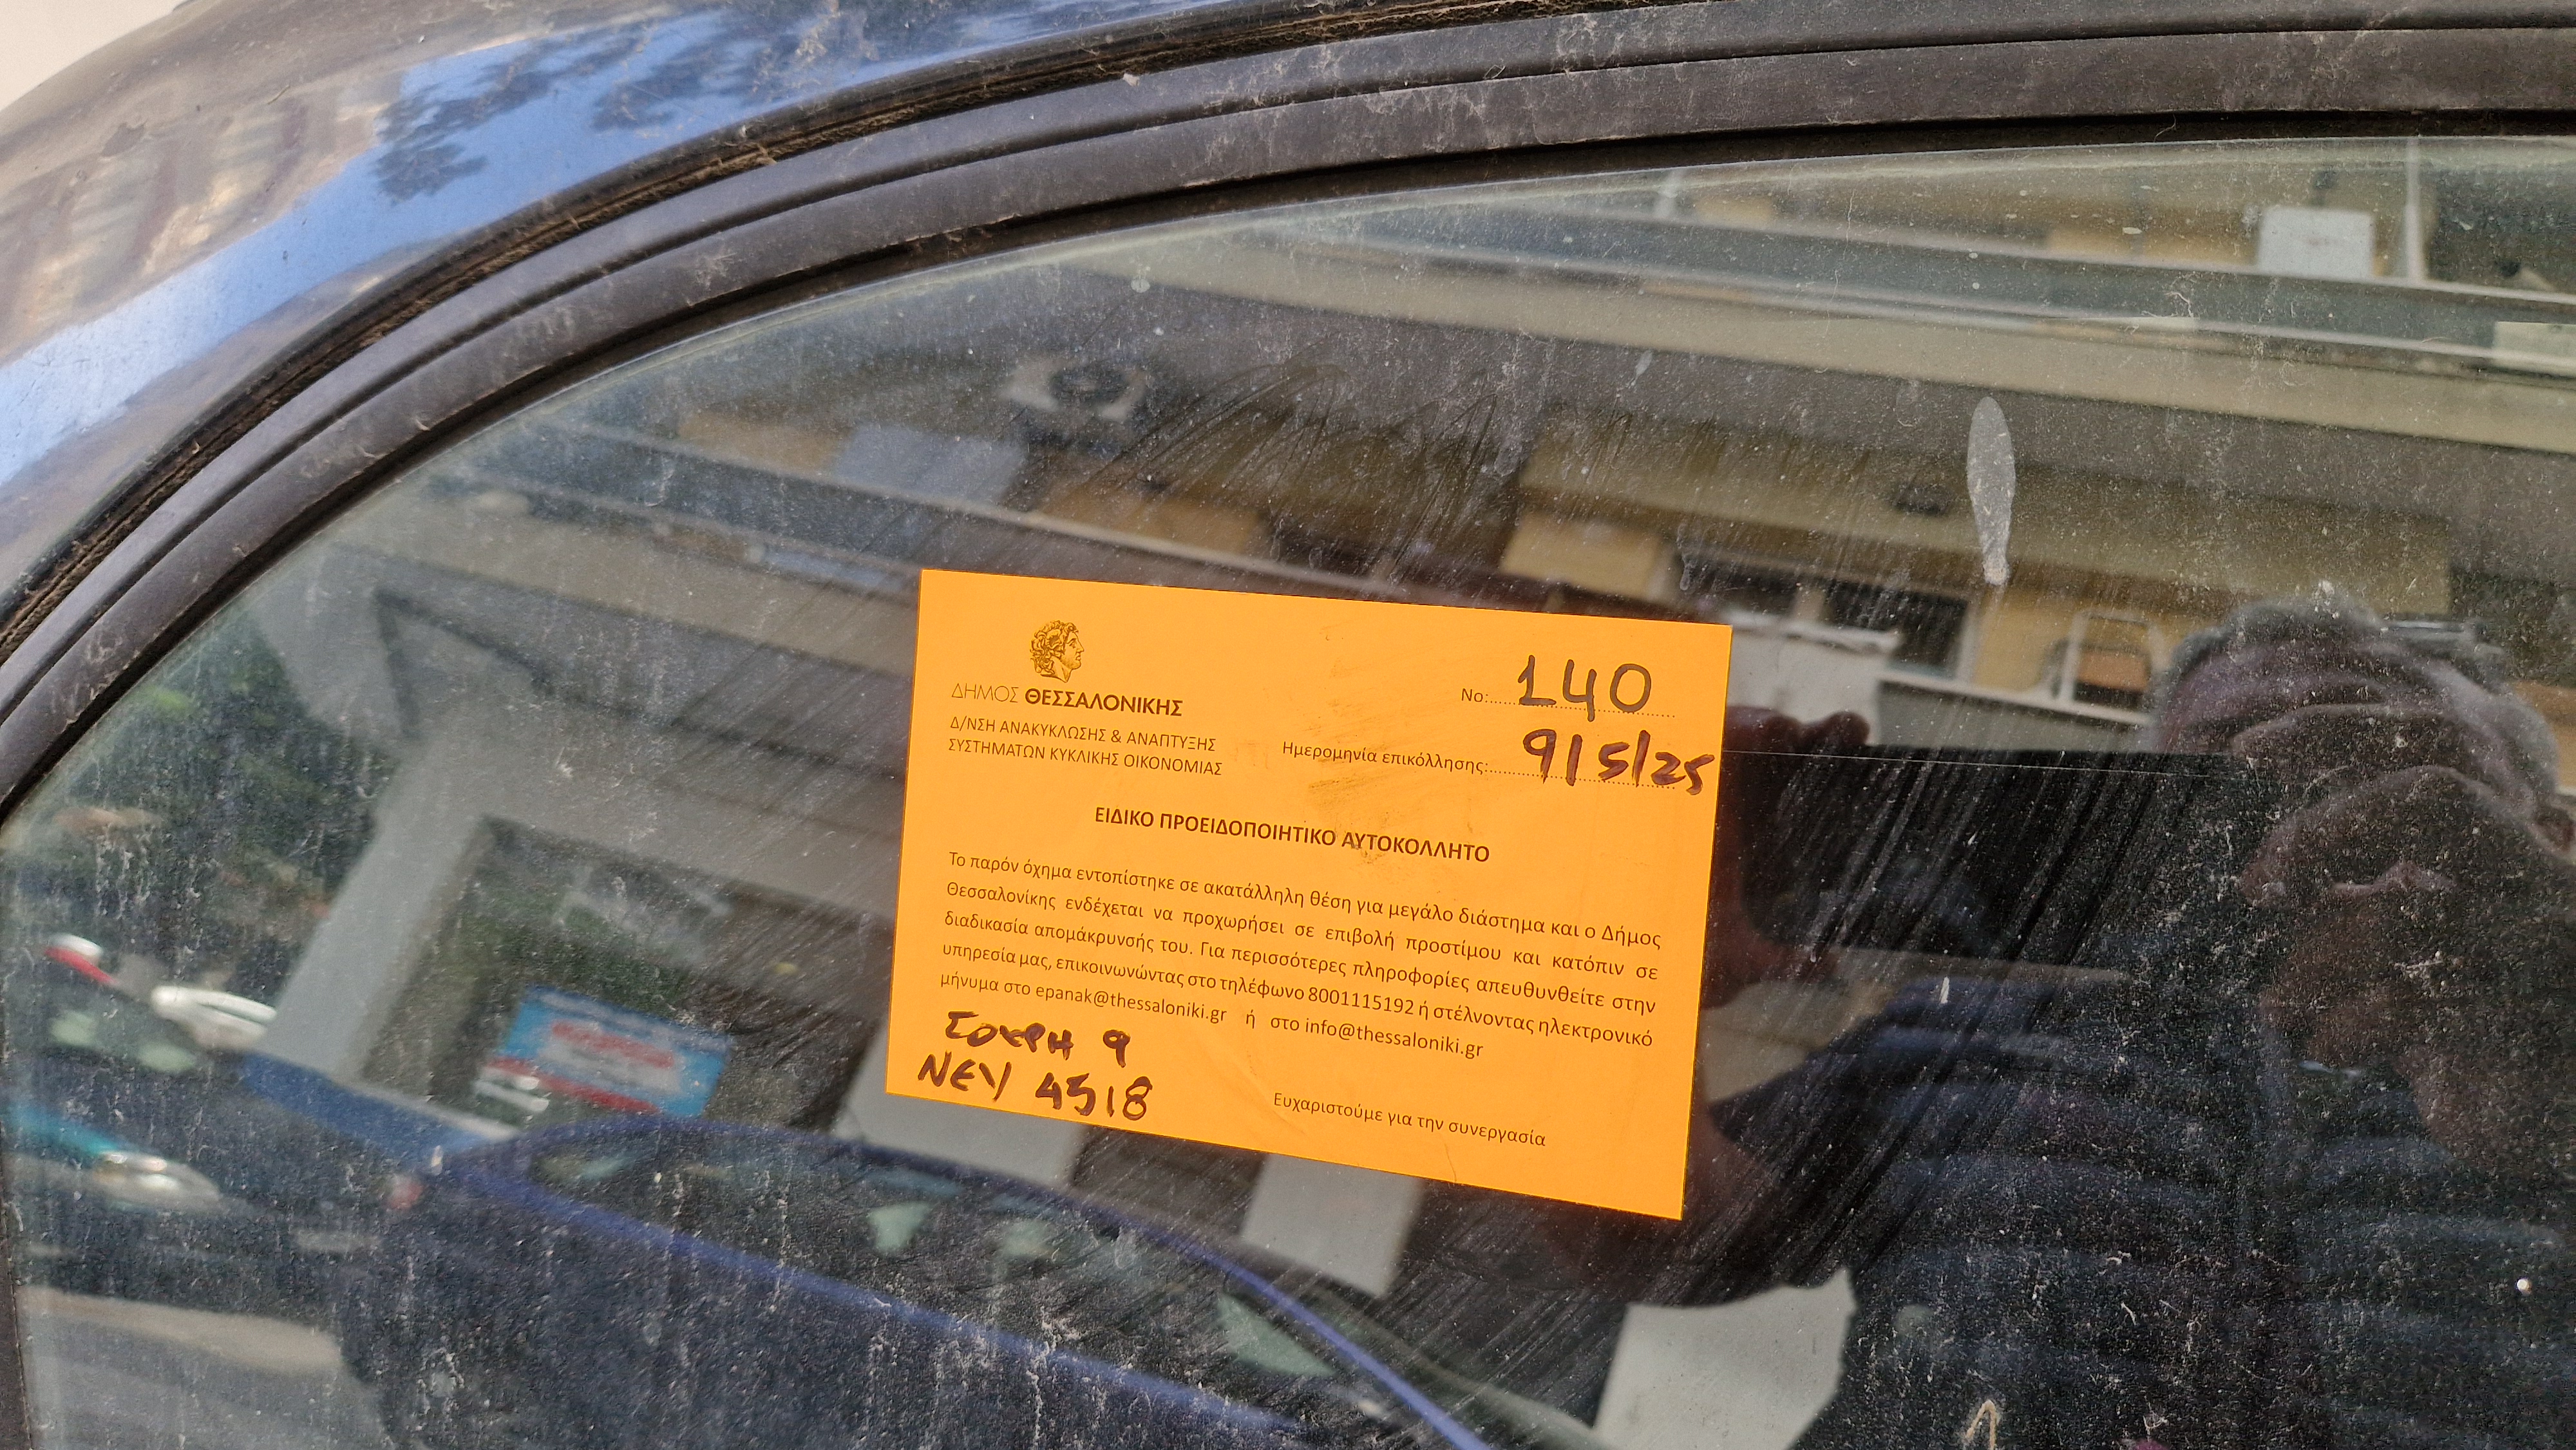 ΔΗΜΟΣ ΘΕΣΣΑΛΟΝΙΚΗΣ
Δ/ΝΣΗ ΑΝΑΚΥΚΛΩΣΗΣ & ΑΝΑΠΤΥΞΗΣ
ΣΥΣΤΗΜΑΤΩΝ ΚΥΚΛΙΚΗΣ ΟΙΚΟΝΟΜΙΑΣ
No: 140
Ημερομηνία επικόλλησης: 9/5/25
ΕΙΔΙΚΟ ΠΡΟΕΙΔΟΠΟΙΗΤΙΚΟ ΑΥΤΟΚΟΛΛΗΤΟ
Το παρόν όχημα εντοπίστηκε σε ακατάλληλη θέση για μεγάλο διάστημα και ο Δήμος
Θεσσαλονίκης ενδέχεται να προχωρήσει σε επιβολή προστίμου και κατόπιν σε
διαδικασία απομάκρυνσής του. Για περισσότερες πληροφορίες απευθυνθείτε στην
υπηρεσία μας, επικοινωνώντας στο τηλέφωνο 8001115192 ή στέλνοντας ηλεκτρονικό
μήνυμα στο epanak@thessaloniki.gr ή στο info@thessaloniki.gr
ΣΟΥΡΗ 9
ΝΕΥ 4518
Ευχαριστούμε για την συνεργασία